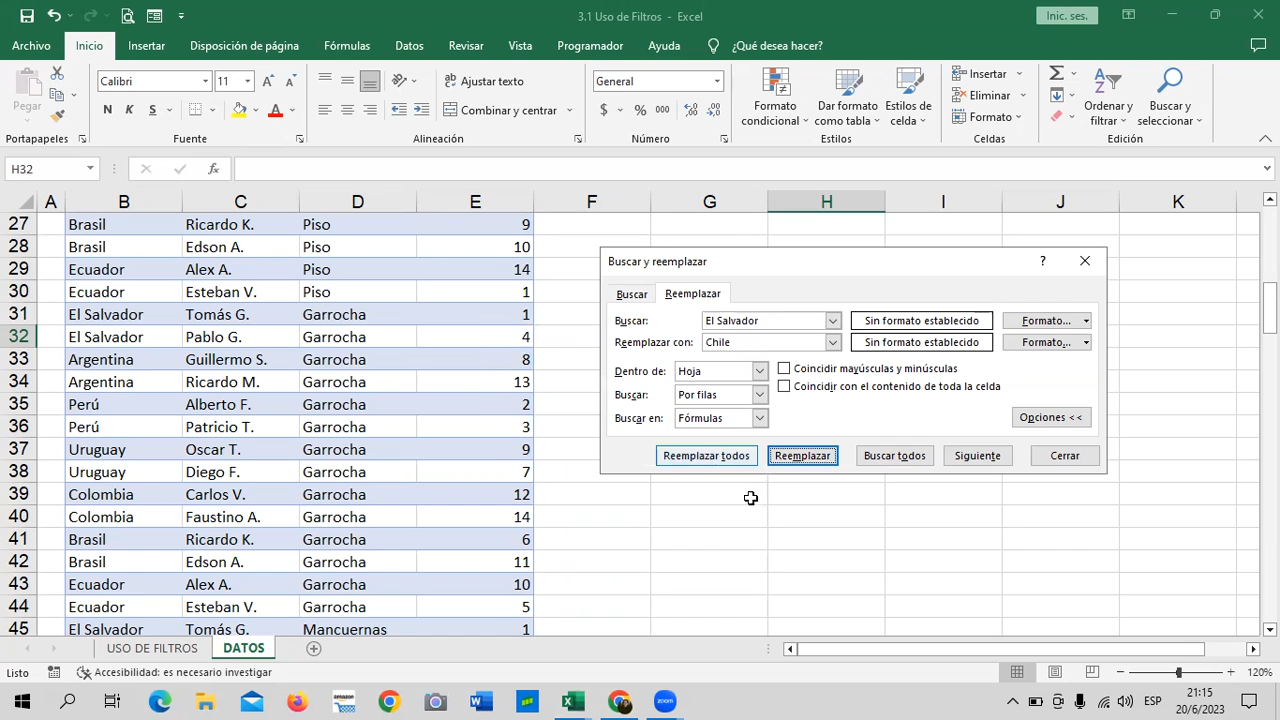 3.1 Uso de Filtros - Excel
Inic. ses.
Archivo Inicio Insertar Disposición de página Fórmulas Datos Revisar Vista Programador Ayuda ¿Qué desea hacer?
Pegar
Calibri 11
N K S
Ajustar texto
Combinar y centrar
General
$ % 000
Formato condicional
Dar formato como tabla
Estilos de celda
Insertar
Eliminar
Formato
Ordenar y filtrar
Buscar y seleccionar
Portapapeles Fuente Alineación Número Estilos Celdas Edición
H32 fx
A B C D E F G H I J K
27 Brasil Ricardo K. Piso 9
28 Brasil Edson A. Piso 10
29 Ecuador Alex A. Piso 14
30 Ecuador Esteban V. Piso 1
31 El Salvador Tomás G. Garrocha 1
32 El Salvador Pablo G. Garrocha 4
33 Argentina Guillermo S. Garrocha 8
34 Argentina Ricardo M. Garrocha 13
35 Perú Alberto F. Garrocha 2
36 Perú Patricio T. Garrocha 3
37 Uruguay Oscar T. Garrocha 9
38 Uruguay Diego F. Garrocha 7
39 Colombia Carlos V. Garrocha 12
40 Colombia Faustino A. Garrocha 14
41 Brasil Ricardo K. Garrocha 6
42 Brasil Edson A. Garrocha 11
43 Ecuador Alex A. Garrocha 10
44 Ecuador Esteban V. Garrocha 5
45 El Salvador Tomás G. Mancuernas 1
Buscar y reemplazar ?
Buscar Reemplazar
Buscar: El Salvador Sin formato establecido Formato...
Reemplazar con: Chile Sin formato establecido Formato...
Dentro de: Hoja Coincidir mayúsculas y minúsculas
Buscar: Por filas Coincidir con el contenido de toda la celda
Buscar en: Fórmulas Opciones <<
Reemplazar todos Reemplazar Buscar todos Siguiente Cerrar
USO DE FILTROS DATOS
Listo Accesibilidad: es necesario investigar 120%
ESP
21:15
20/6/2023